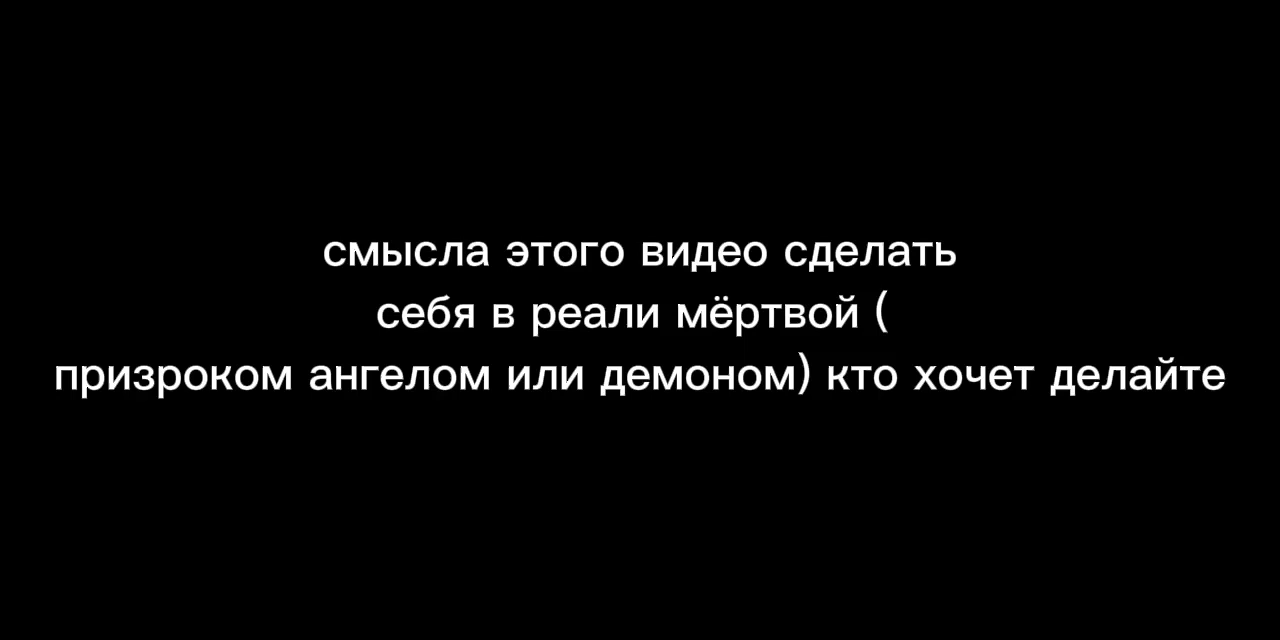 смысла этого видео сделать
себя в реали мёртвой (
призроком ангелом или демоном) кто хочет делайте